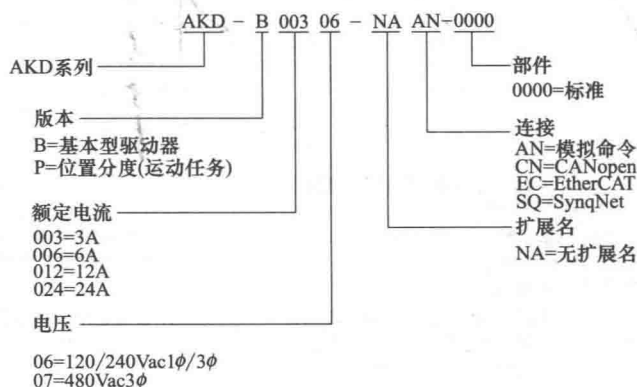 AKD-B 003 06-NA AN-0000
AKD系列
部件
0000=标准
版本
B=基本型驱动器
P=位置分度(运动任务)
连接
AN=模拟命令
CN=CANopen
EC=EtherCAT
SQ=SynqNet
额定电流
003=3A
006=6A
012=12A
024=24A
扩展名
NA=无扩展名
电压
06=120/240Vac1ϕ/3ϕ
07=480Vac3ϕ